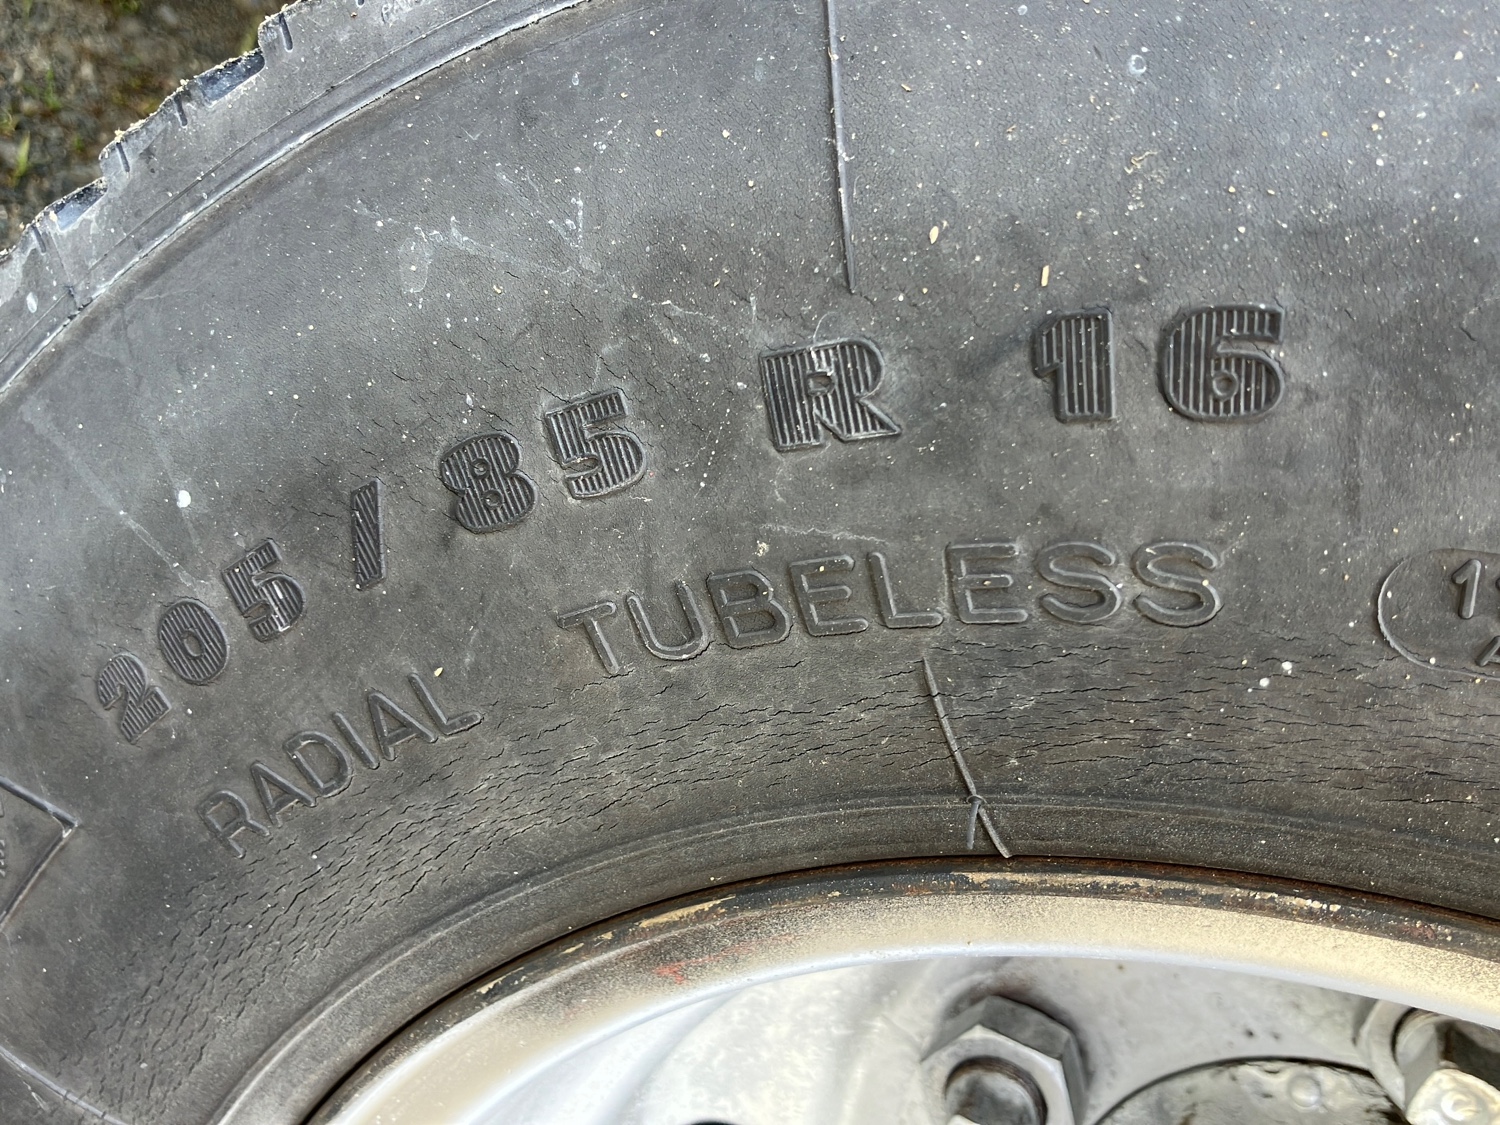 205/85 R 16
RADIAL TUBELESS